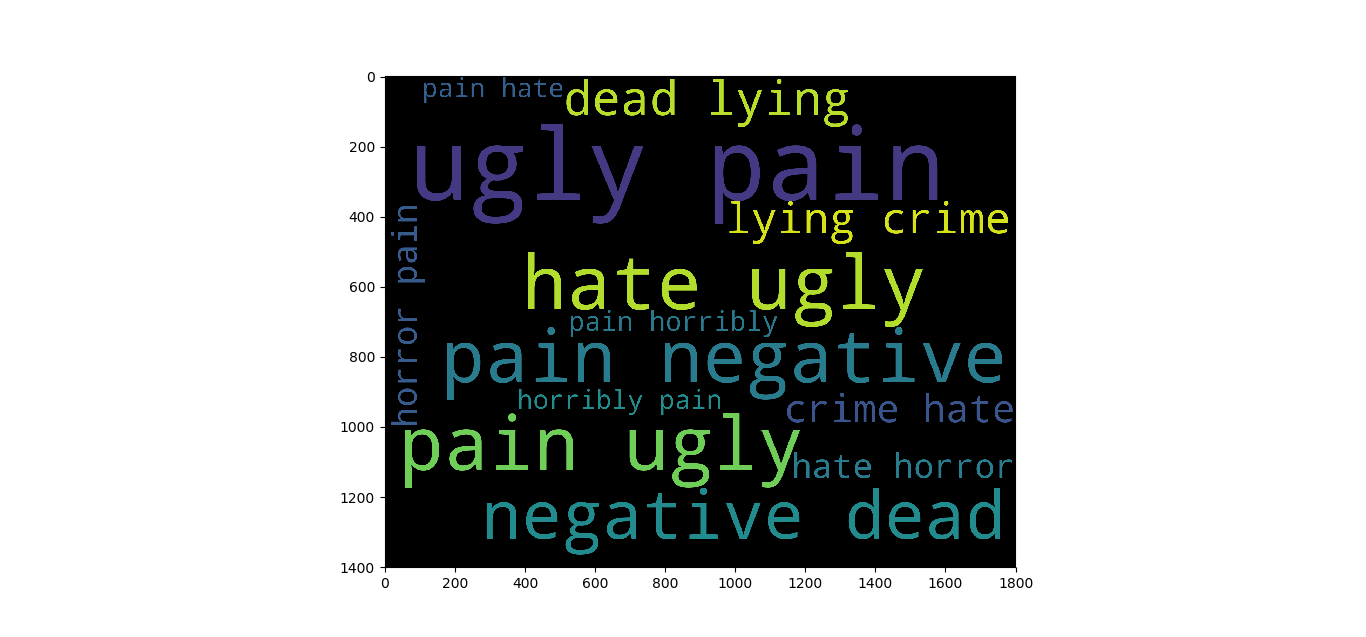 0
pain hate
dead lying
200
ugly pain
400
lying crime
horror pain
hate ugly
600
pain horribly
800
pain negative
horribly pain
crime hate
1000
pain ugly
hate horror
1200
negative dead
1400
0 200 400 600 800 1000 1200 1400 1600 1800